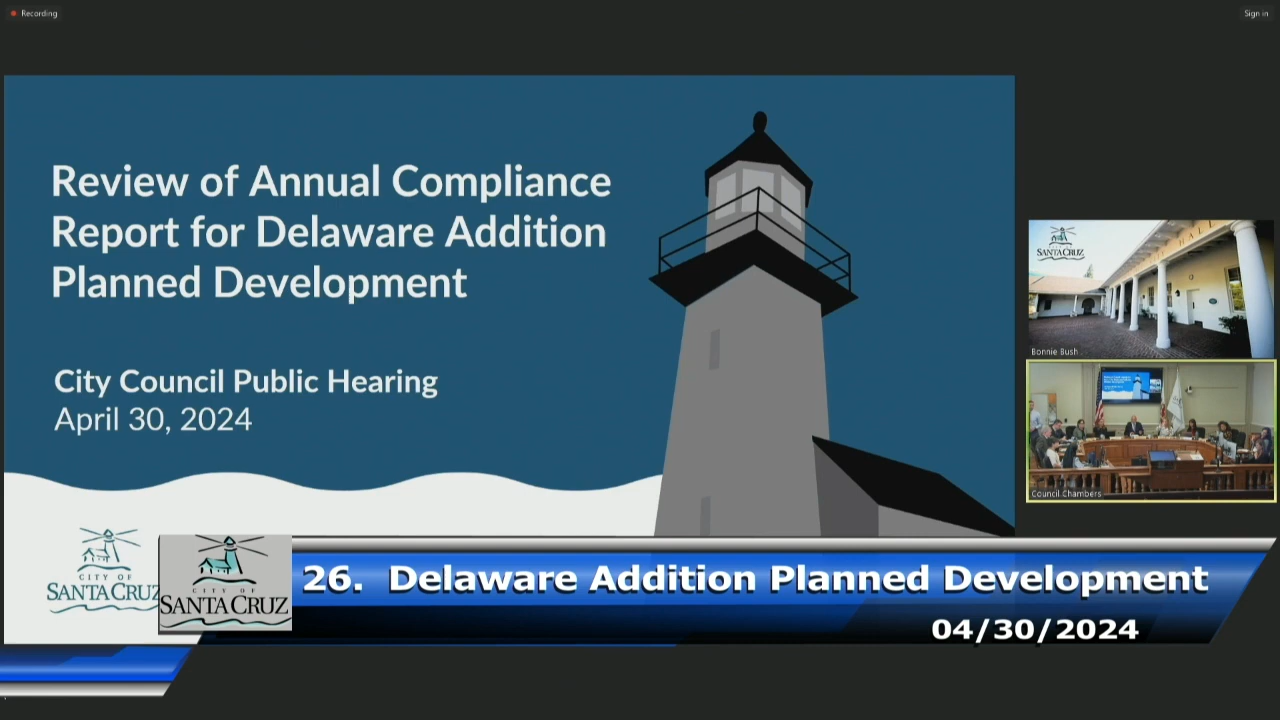 Recording
Sign in
Review of Annual Compliance
Report for Delaware Addition
Planned Development
City Council Public Hearing
April 30, 2024
SANTA CRUZ
HALL
Bonnie Bush
Council Chambers
CITY OF
SANTA CRUZ
CITY OF
SANTA CRUZ
26. Delaware Addition Planned Development
04/30/2024